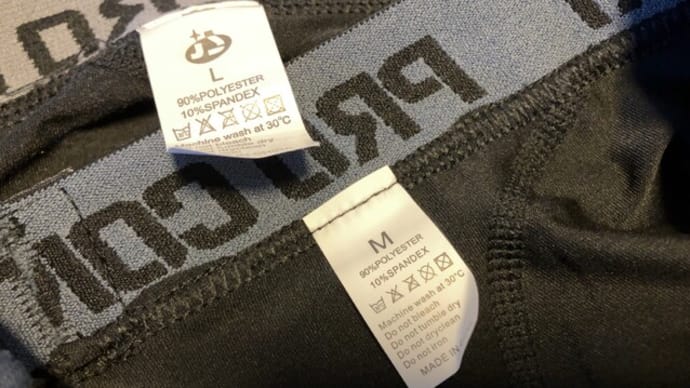 L
90%POLYESTER
10%SPANDEX
Machine wash at 30°C
PRO COM
M
90%POLYESTER
10%SPANDEX
Machine wash at 30°C
Do not bleach
Do not tumble dry
Do not dryclean
Do not iron
MADE IN